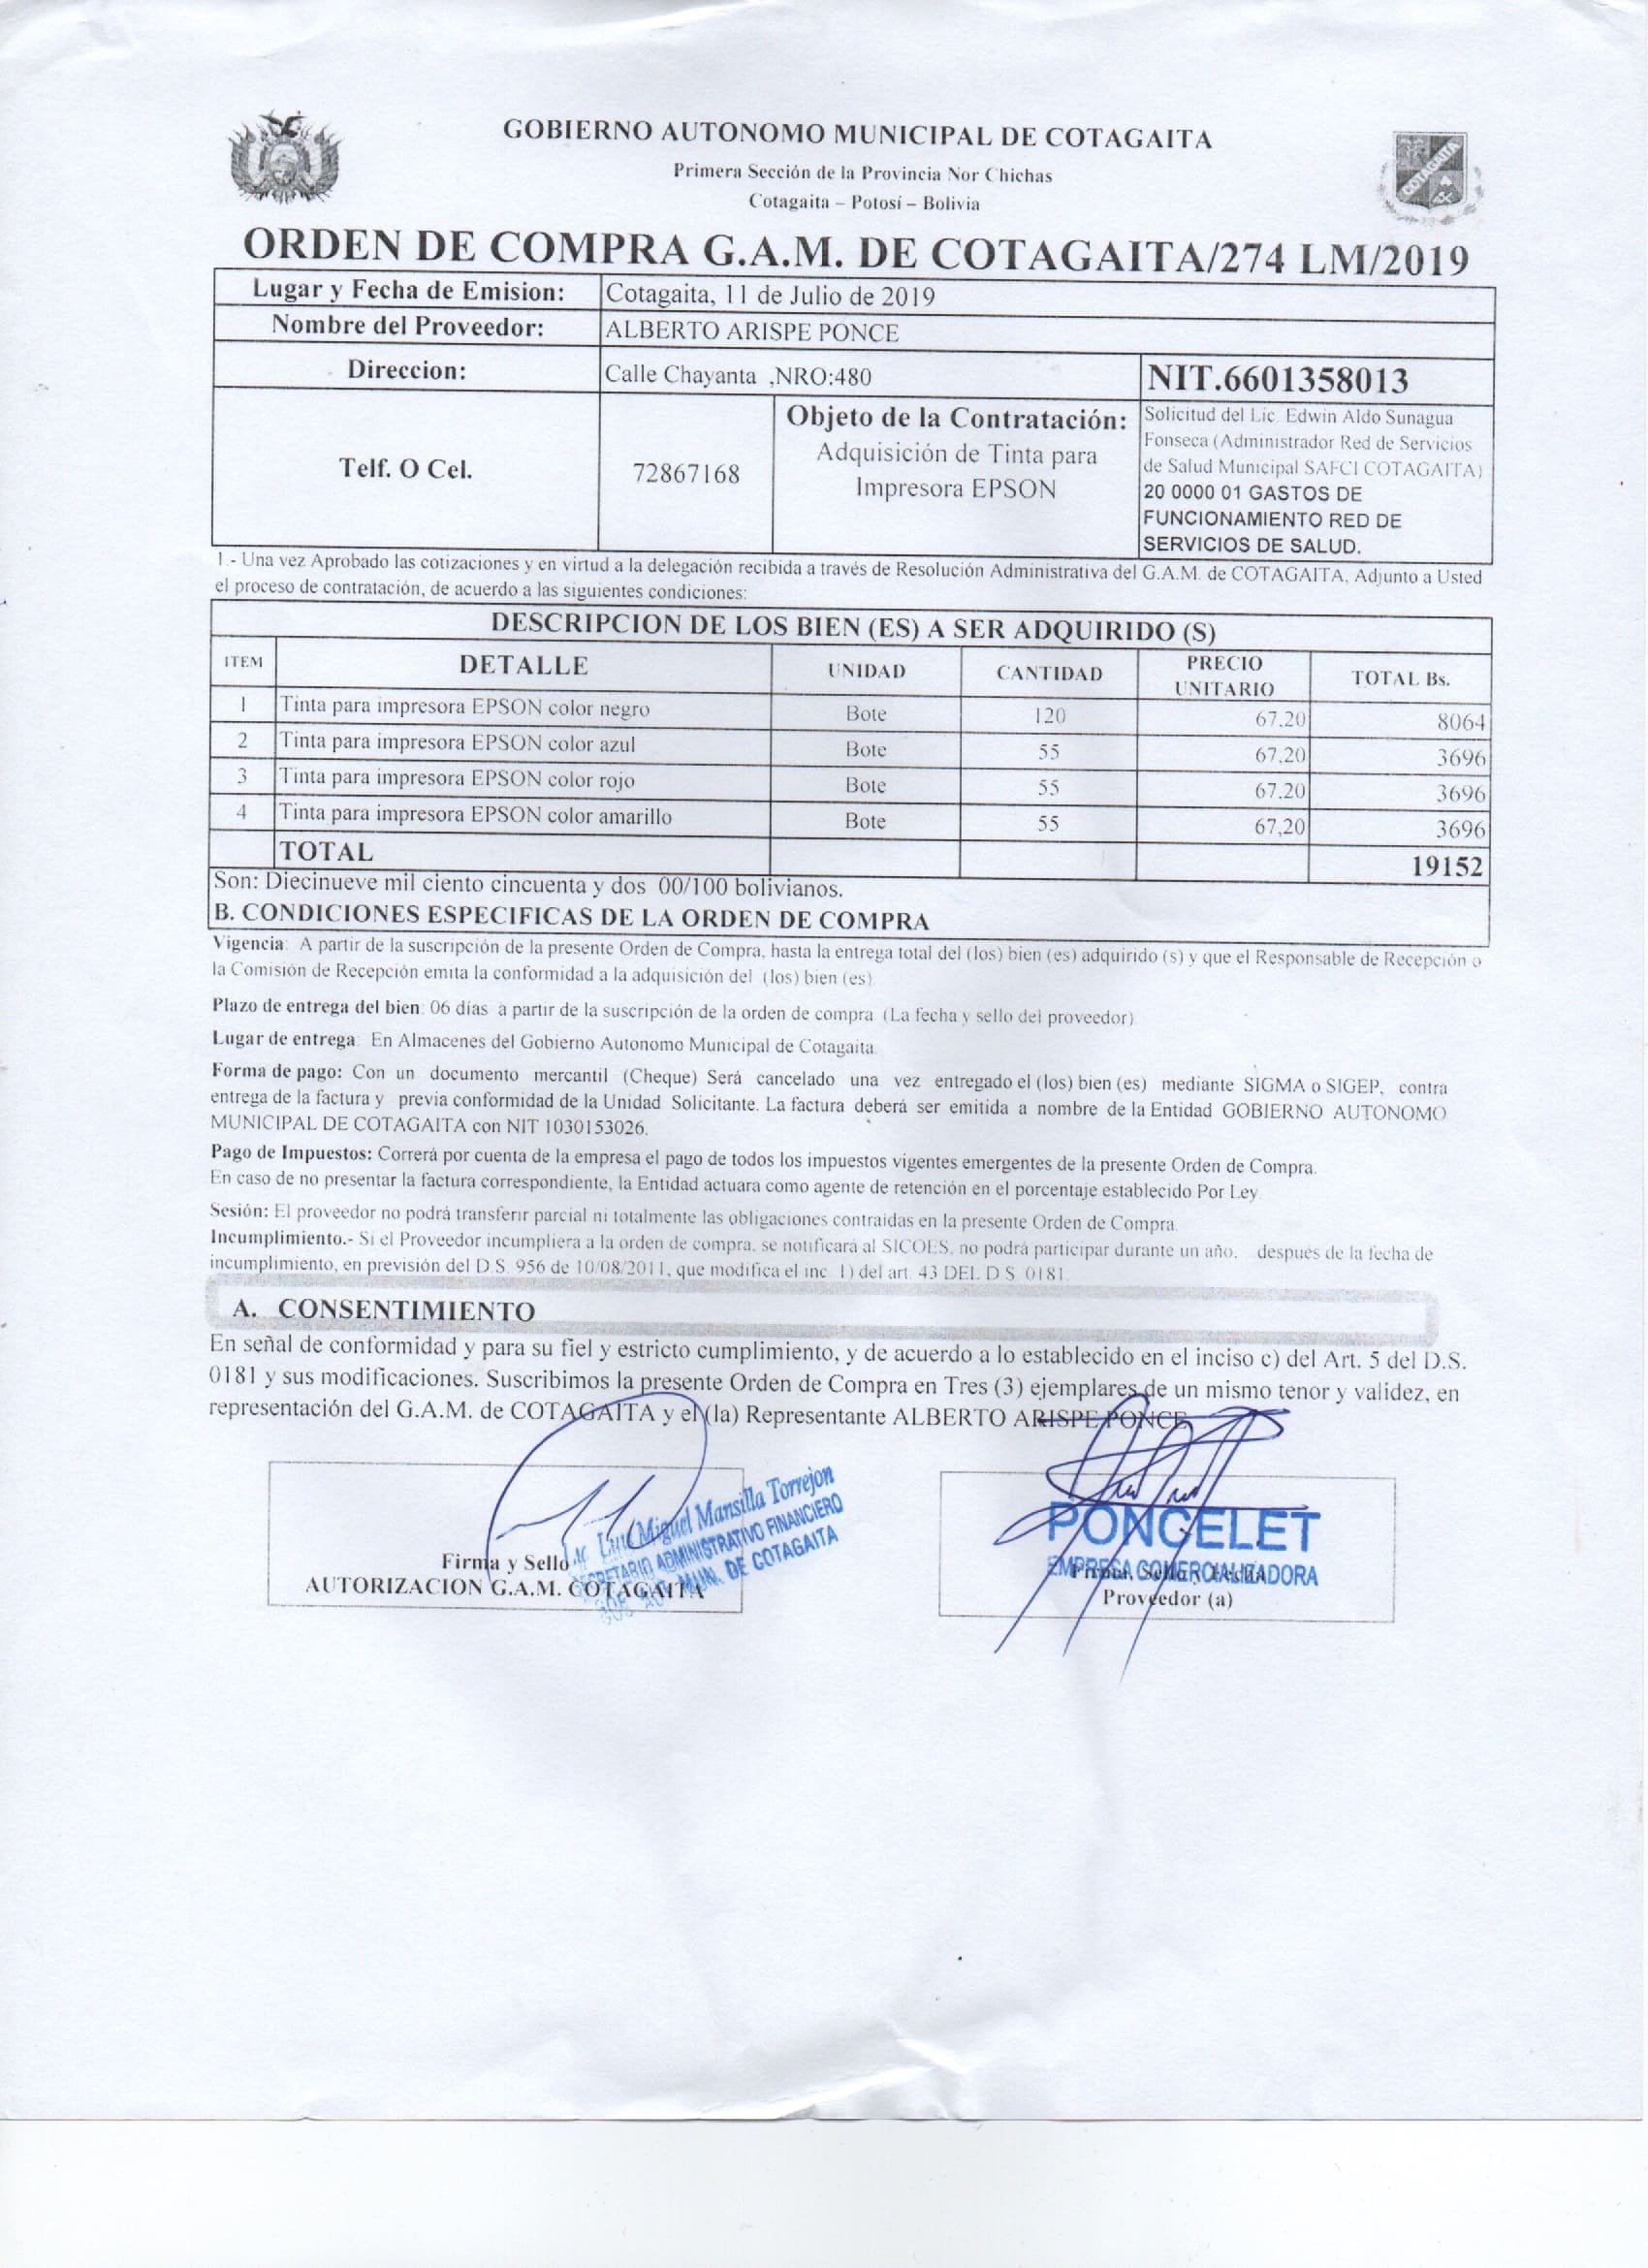 GOBIERNO AUTONOMO MUNICIPAL DE COTAGAITA
Primera Sección de la Provincia Nor Chichas
Cotagaita – Potosí – Bolivia
COTAGAITA
ORDEN DE COMPRA G.A.M. DE COTAGAITA/274 LM/2019
Lugar y Fecha de Emision: Cotagaita, 11 de Julio de 2019
Nombre del Proveedor: ALBERTO ARISPE PONCE
Direccion: Calle Chayanta ,NRO:480 NIT.6601358013
Telf. O Cel. 72867168
Objeto de la Contratación:
Adquisición de Tinta para
Impresora EPSON
Solicitud del Lic. Edwin Aldo Sunagua
Fonseca (Administrador Red de Servicios
de Salud Municipal SAFCI COTAGAITA)
20 0000 01 GASTOS DE
FUNCIONAMIENTO RED DE
SERVICIOS DE SALUD.
1.- Una vez Aprobado las cotizaciones y en virtud a la delegación recibida a través de Resolución Administrativa del G.A.M. de COTAGAITA, Adjunto a Usted
el proceso de contratación, de acuerdo a las siguientes condiciones:
DESCRIPCION DE LOS BIEN (ES) A SER ADQUIRIDO (S)
ITEM DETALLE UNIDAD CANTIDAD PRECIO UNITARIO TOTAL Bs.
1 Tinta para impresora EPSON color negro Bote 120 67.20 8064
2 Tinta para impresora EPSON color azul Bote 55 67.20 3696
3 Tinta para impresora EPSON color rojo Bote 55 67.20 3696
4 Tinta para impresora EPSON color amarillo Bote 55 67,20 3696
TOTAL 19152
Son: Diecinueve mil ciento cincuenta y dos 00/100 bolivianos.
B. CONDICIONES ESPECIFICAS DE LA ORDEN DE COMPRA
Vigencia: A partir de la suscripción de la presente Orden de Compra, hasta la entrega total del (los) bien (es) adquirido (s) y que el Responsable de Recepción o
la Comisión de Recepción emita la conformidad a la adquisición del (los) bien (es).
Plazo de entrega del bien: 06 días a partir de la suscripción de la orden de compra. (La fecha y sello del proveedor)
Lugar de entrega: En Almacenes del Gobierno Autonomo Municipal de Cotagaita.
Forma de pago: Con un documento mercantil (Cheque) Será cancelado una vez entregado el (los) bien (es) mediante SIGMA o SIGEP, contra
entrega de la factura y previa conformidad de la Unidad Solicitante. La factura deberá ser emitida a nombre de la Entidad GOBIERNO AUTONOMO
MUNICIPAL DE COTAGAITA con NIT 1030153026.
Pago de Impuestos: Correrá por cuenta de la empresa el pago de todos los impuestos vigentes emergentes de la presente Orden de Compra.
En caso de no presentar la factura correspondiente, la Entidad actuara como agente de retención en el porcentaje establecido Por Ley.
Sesión: El proveedor no podrá transferir parcial ni totalmente las obligaciones contraidas en la presente Orden de Compra.
Incumplimiento.- Si el Proveedor incumpliera a la orden de compra, se notificará al SICOES, no podrá participar durante un año, después de la fecha de
incumplimiento, en previsión del D.S. 956 de 10/08/2011, que modifica el inc. 1) del art. 43 DEL D.S. 0181.
A. CONSENTIMIENTO
En señal de conformidad y para su fiel y estricto cumplimiento, y de acuerdo a lo establecido en el inciso c) del Art. 5 del D.S.
0181 y sus modificaciones. Suscribimos la presente Orden de Compra en Tres (3) ejemplares de un mismo tenor y validez, en
representación del G.A.M. de COTAGAITA y el (la) Representante ALBERTO ARISPE PONCE
Lic. Luis Miguel Mansilla Torrejon
SECRETARIO ADMINISTRATIVO FINANCIERO
GOB. AUT. MUN. DE COTAGAITA
Firma y Sello
AUTORIZACION G.A.M. COTAGAITA
PONCELET
EMPRESA COMERCIALIZADORA
Firma, Sello y Fecha
Proveedor (a)